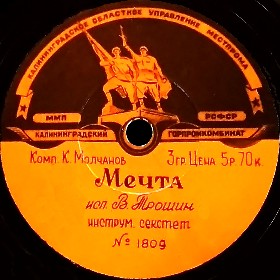 КАЛИНИНГРАДСКОЕ ОБЛАСТНОЕ УПРАВЛЕНИЕ МЕСТПРОМА
ММП РСФСР
КАЛИНИНГРАДСКИЙ ГОРПРОМКОМБИНАТ
Комп. К. Молчанов 3гр. Цена 5р. 70к.
Мечта
исп. В. Трошин
инструм. секстет
№ 1809